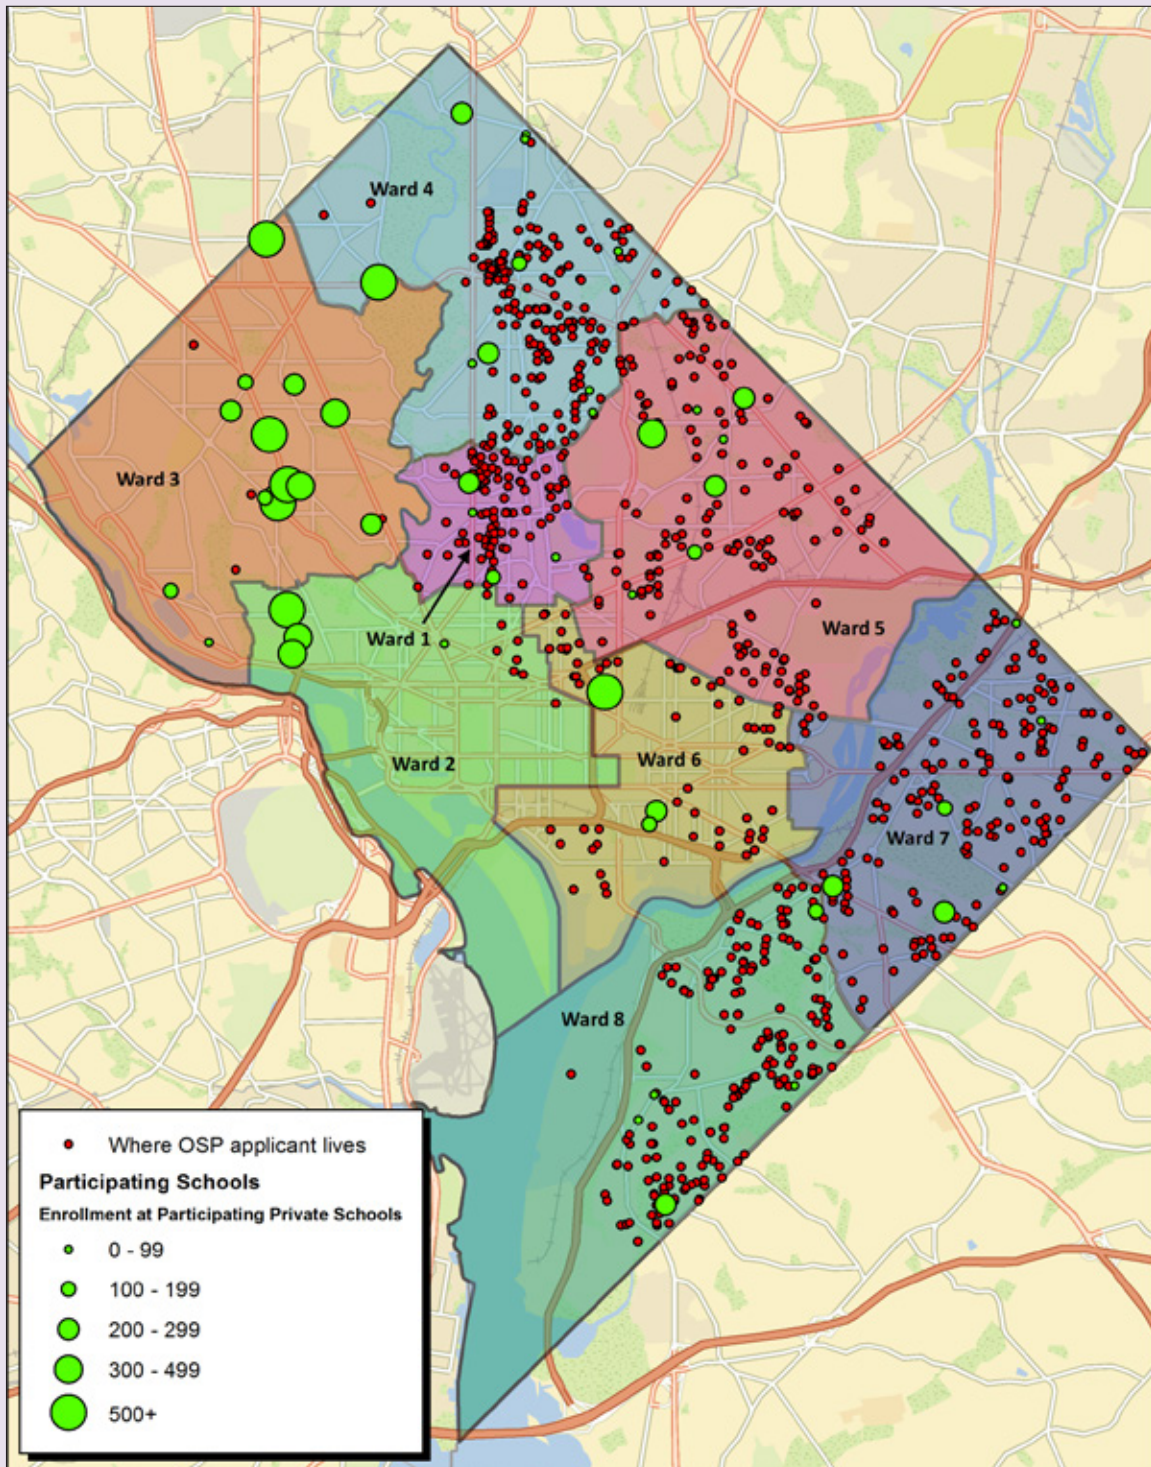 Ward 4
Ward 3
Ward 1
Ward 5
Ward 2
Ward 6
Ward 7
Ward 8
Where OSP applicant lives
Participating Schools
Enrollment at Participating Private Schools
0 - 99
100 - 199
200 - 299
300 - 499
500+